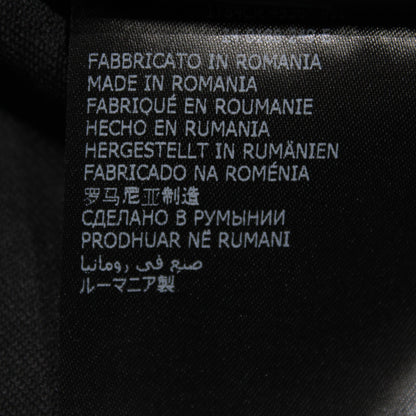 FABBRICATO IN ROMANIA
MADE IN ROMANIA
FABRIQUÉ EN ROUMANIE
HECHO EN RUMANIA
HERGESTELLT IN RUMÄNIEN
FABRICADO NA ROMÉNIA
罗马尼亚制造
СДЕЛАНО В РУМЫНИИ
PRODHUAR NË RUMANI
صنع في رومانيا
ルーマニア製